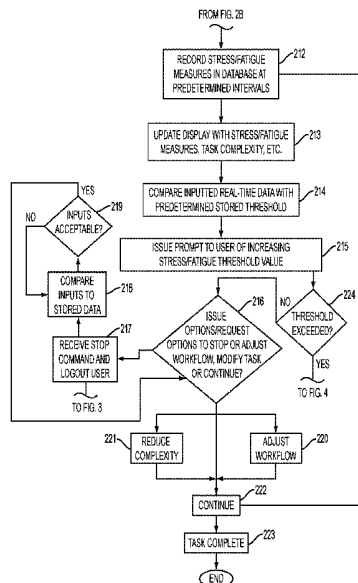 FROM FIG. 2B
212
RECORD STRESS/FATIGUE
MEASURES IN DATABASE AT
PREDETERMINED INTERVALS
213
UPDATE DISPLAY WITH STRESS/FATIGUE
MEASURES, TASK COMPLEXITY, ETC.
214
COMPARE INPUTTED REAL-TIME DATA WITH
PREDETERMINED STORED THRESHOLD
215
ISSUE PROMPT TO USER OF INCREASING
STRESS/FATIGUE THRESHOLD VALUE
YES
NO
219
INPUTS
ACCEPTABLE?
218
COMPARE
INPUTS TO
STORED DATA
217
RECEIVE STOP
COMMAND AND
LOGOUT USER
TO FIG. 3
216
ISSUE
OPTIONS/REQUEST
OPTIONS TO STOP OR ADJUST
WORKFLOW, MODIFY TASK
OR CONTINUE?
NO
224
THRESHOLD
EXCEEDED?
YES
TO FIG. 4
221
REDUCE
COMPLEXITY
220
ADJUST
WORKFLOW
222
CONTINUE
223
TASK COMPLETE
END